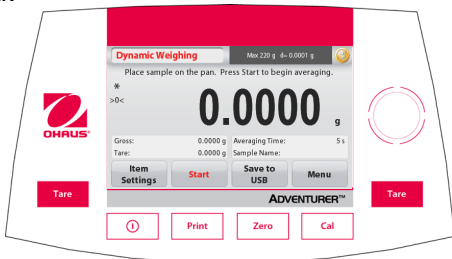 Dynamic Weighing
Max 220 g d= 0.0001 g
Place sample on the pan. Press Start to begin averaging.
*
>0<
0.0000 g
Gross: 0.0000 g Averaging Time: 5 s
Tare: 0.0000 g Sample Name:
Item Settings
Start
Save to USB
Menu
OHAUS
Tare
Tare
ADVENTURER™
Print
Zero
Cal